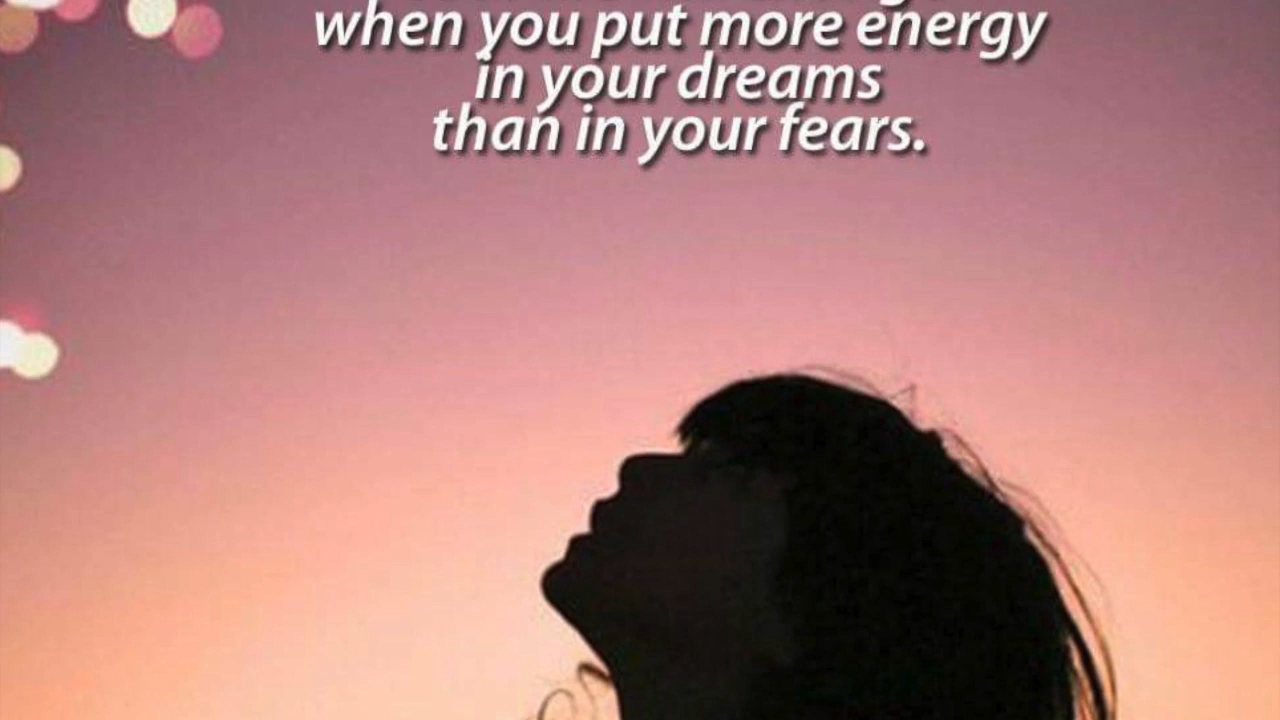 when you put more energy
in your dreams
than in your fears.